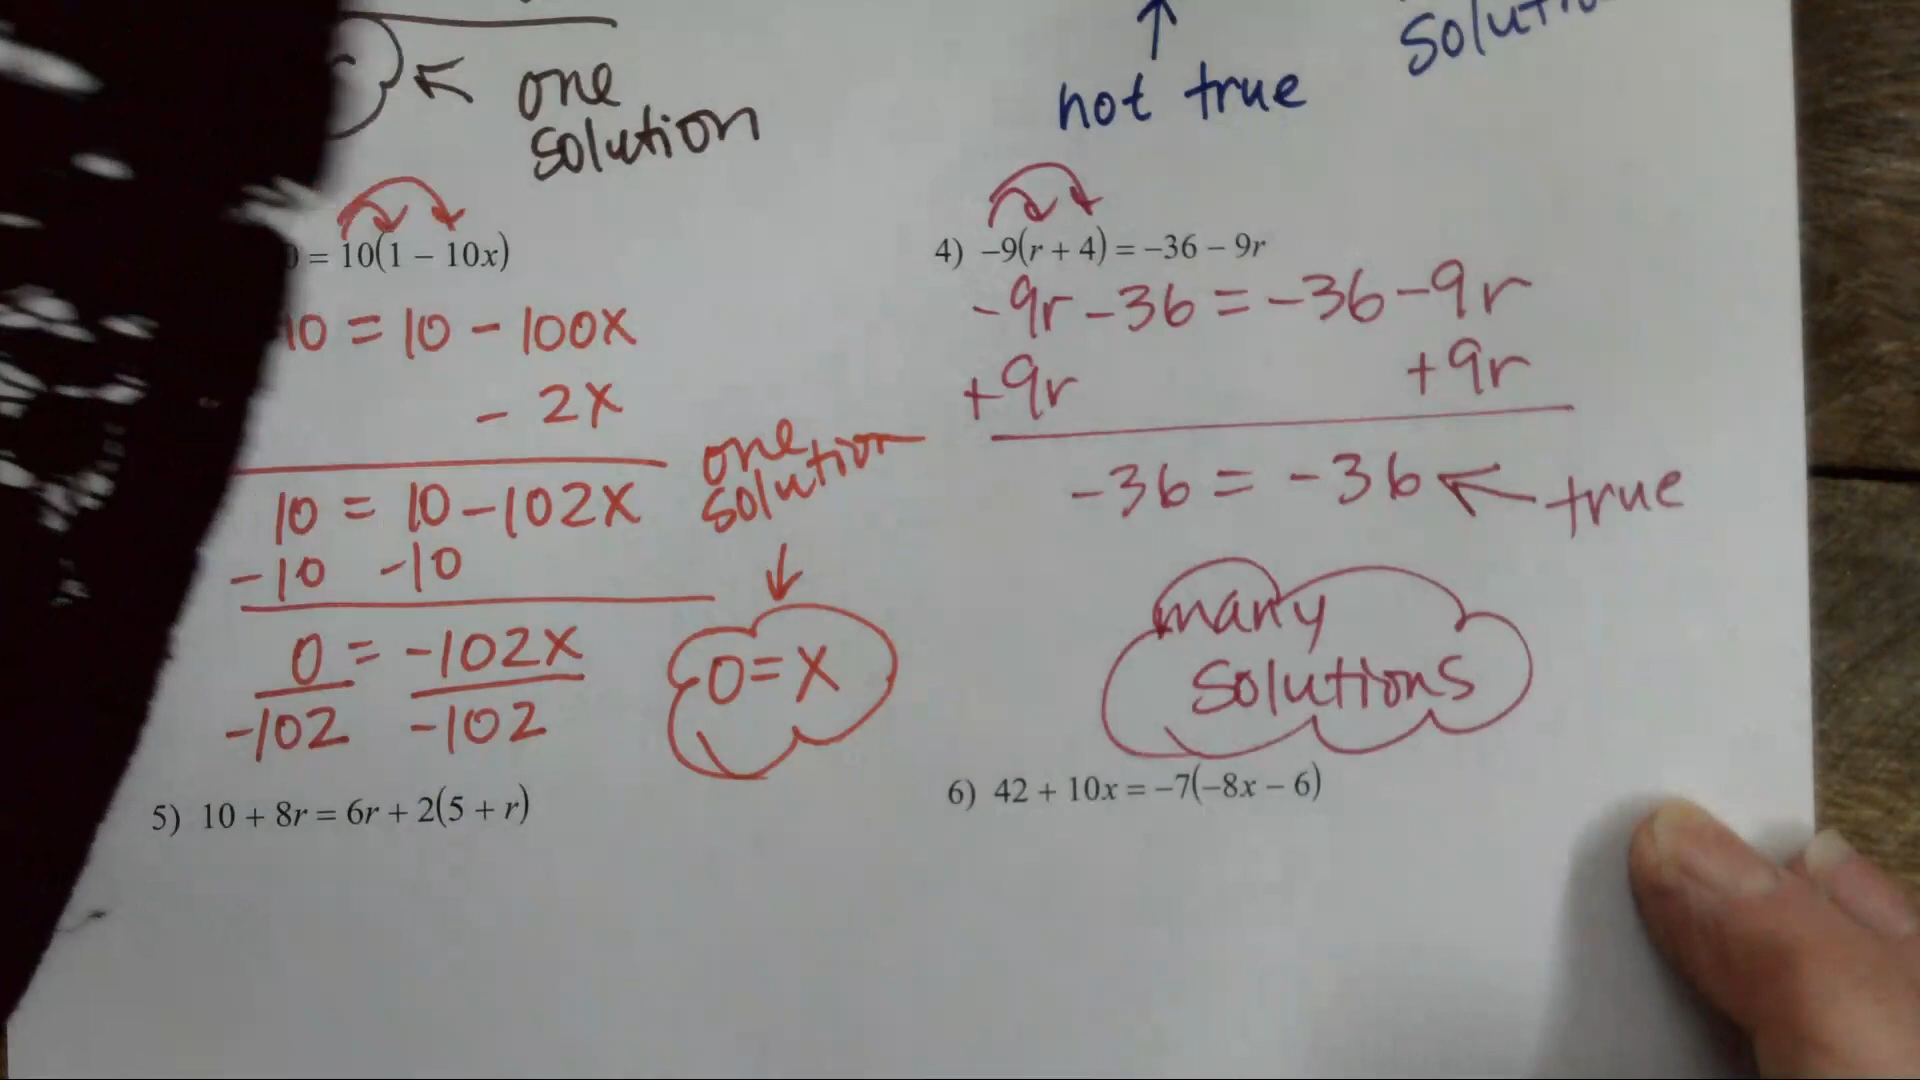 one
solution
not true
solution
0 = 10(1 − 10x)
10 = 10 - 100x
- 2x
10 = 10 - 102x
-10 -10
0 = -102x
-102 -102
one
solution
↓
0 = x
4) −9(r + 4) = −36 − 9r
-9r - 36 = -36 - 9r
+9r +9r
-36 = -36 ← true
many
solutions
5) 10 + 8r = 6r + 2(5 + r)
6) 42 + 10x = −7(−8x − 6)